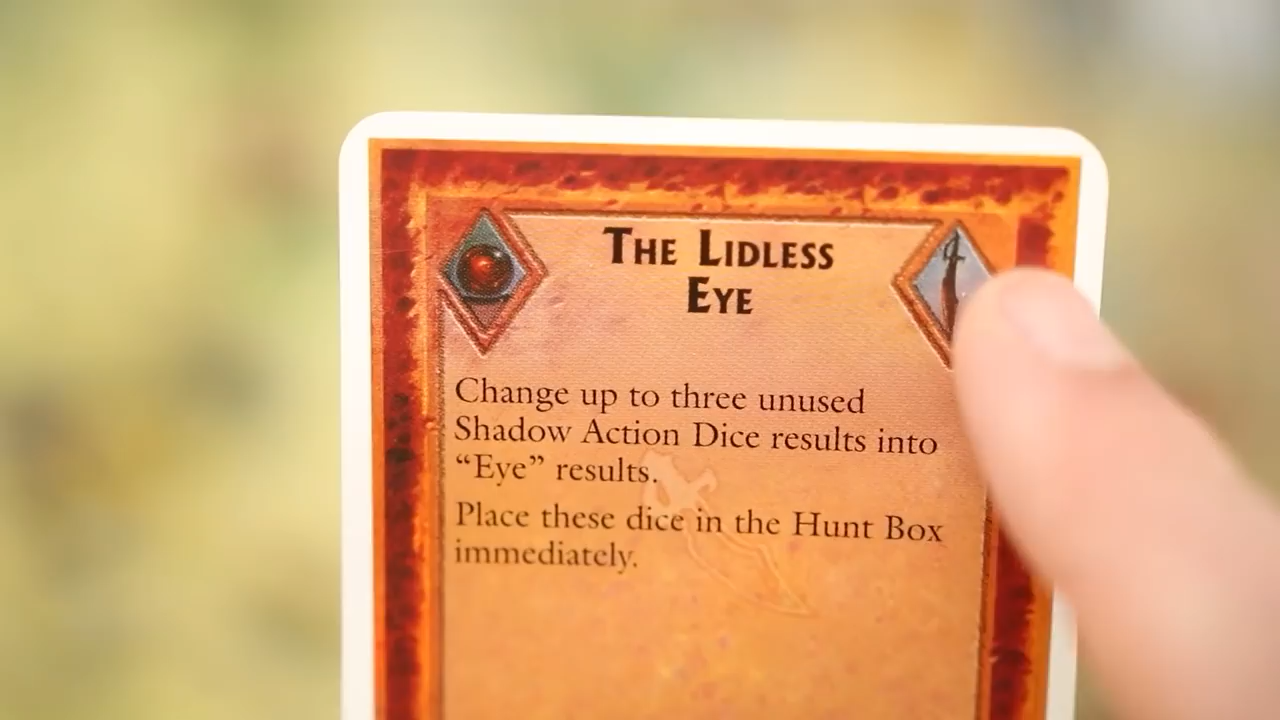 THE LIDLESS
EYE
Change up to three unused
Shadow Action Dice results into
“Eye” results.
Place these dice in the Hunt Box
immediately.